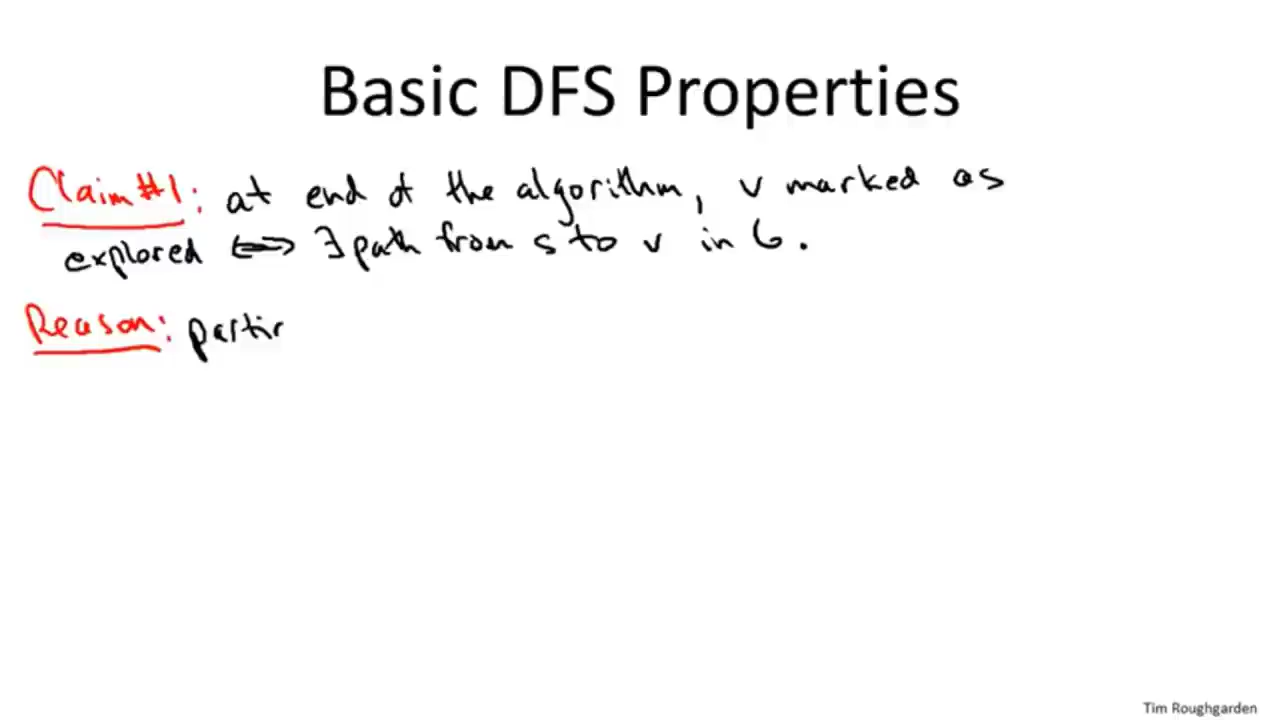 Basic DFS Properties
Claim #1: at end of the algorithm, v marked as
explored ⟺ ∃ path from s to v in G.
Reason: partic
Tim Roughgarden